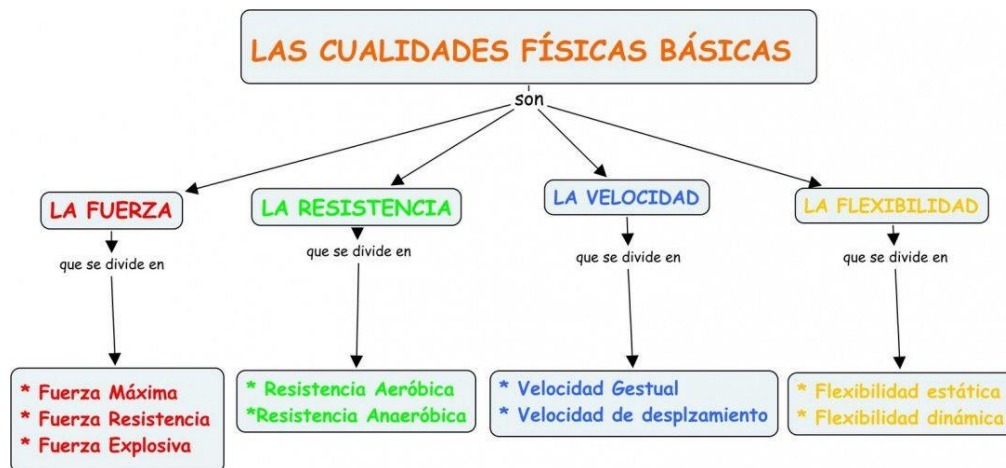 LAS CUALIDADES FÍSICAS BÁSICAS
son
LA FUERZA
LA RESISTENCIA
LA VELOCIDAD
LA FLEXIBILIDAD
que se divide en
que se divide en
que se divide en
que se divide en
* Fuerza Máxima
* Fuerza Resistencia
* Fuerza Explosiva
* Resistencia Aeróbica
*Resistencia Anaeróbica
* Velocidad Gestual
* Velocidad de desplzamiento
* Flexibilidad estática
* Flexibilidad dinámica